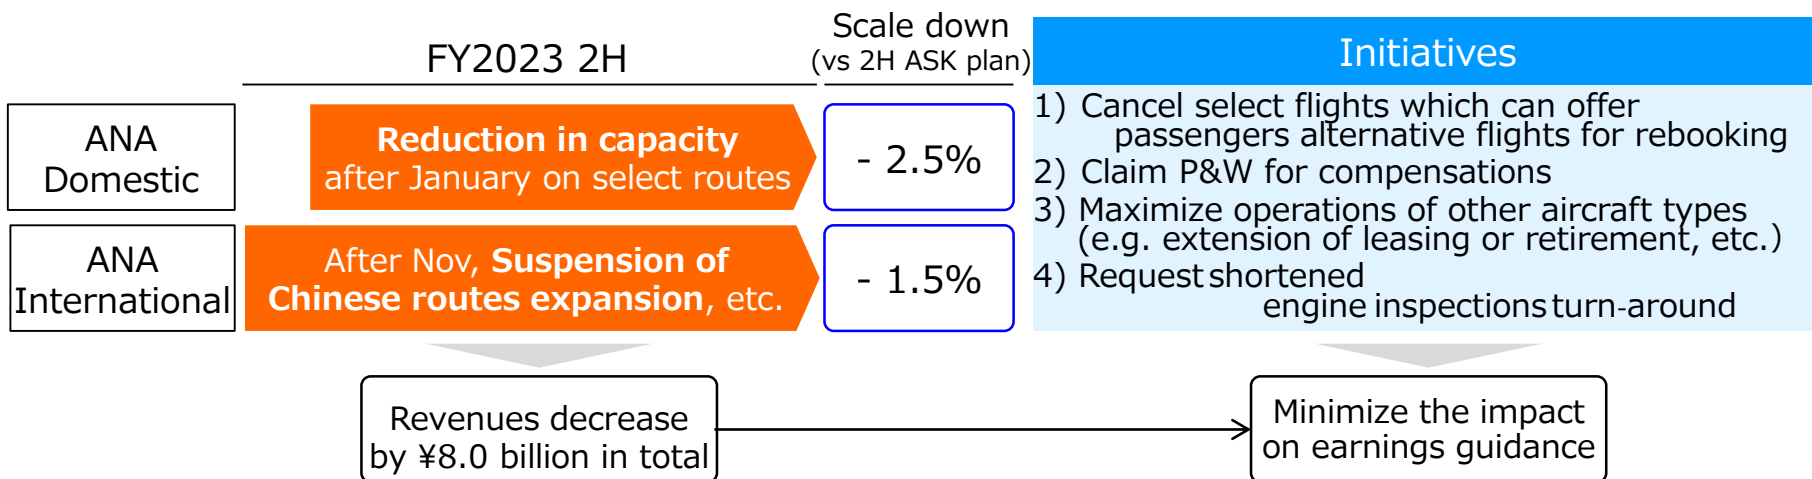 FY2023 2H
Scale down
(vs 2H ASK plan)
Initiatives
ANA
Domestic
Reduction in capacity
after January on select routes
- 2.5%
ANA
International
After Nov, Suspension of
Chinese routes expansion, etc.
- 1.5%
1) Cancel select flights which can offer
passengers alternative flights for rebooking
2) Claim P&W for compensations
3) Maximize operations of other aircraft types
(e.g. extension of leasing or retirement, etc.)
4) Request shortened
engine inspections turn-around
Revenues decrease
by ¥8.0 billion in total
Minimize the impact
on earnings guidance